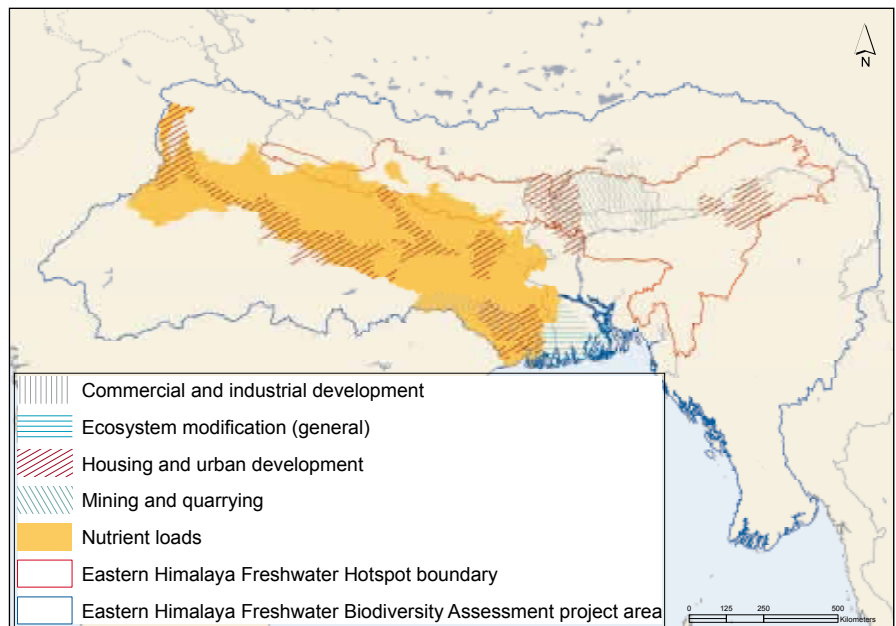 N
Commercial and industrial development
Ecosystem modification (general)
Housing and urban development
Mining and quarrying
Nutrient loads
Eastern Himalaya Freshwater Hotspot boundary
Eastern Himalaya Freshwater Biodiversity Assessment project area
0 125 250 500
Kilometers